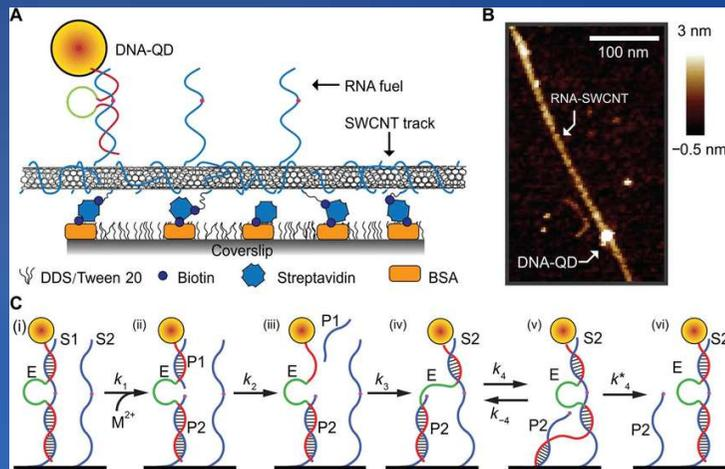 A
DNA-QD
RNA fuel
SWCNT track
Coverslip
DDS/Tween 20 Biotin Streptavidin BSA
B
100 nm
3 nm
RNA-SWCNT
−0.5 nm
DNA-QD
C
(i) S1 S2 E
k₁
M²⁺
(ii) P1 E P2
k₂
(iii) P1 E P2
k₃
(iv) S2 E P2
k₄
k₋₄
(v) S2 E P2
k*₄
(vi) S2 E P2